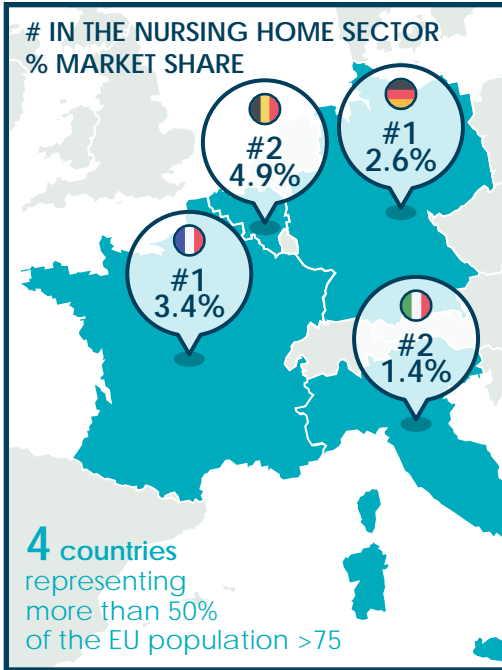 # IN THE NURSING HOME SECTOR
% MARKET SHARE
#2
4.9%
#1
2.6%
#1
3.4%
#2
1.4%
4 countries
representing
more than 50%
of the EU population >75